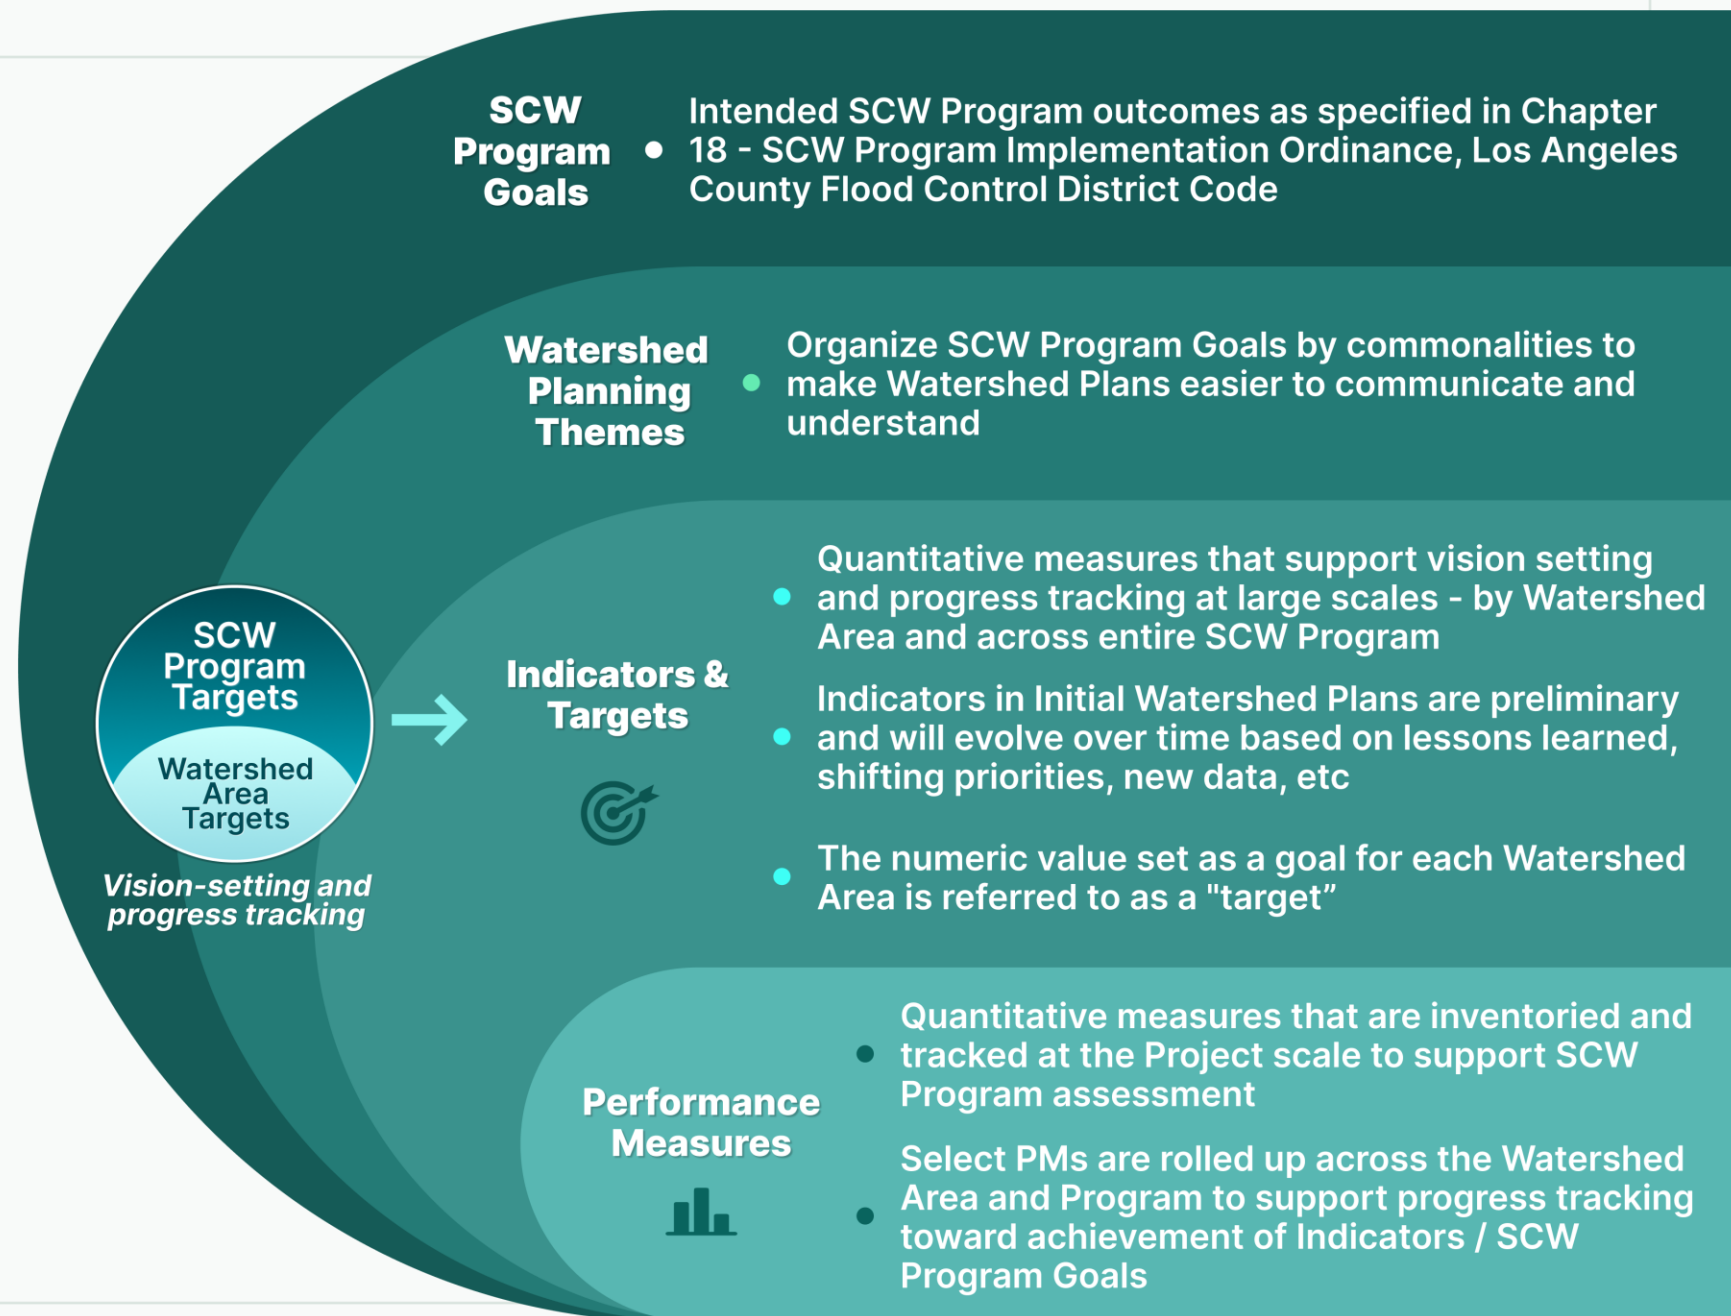 SCW
Program
Goals
Intended SCW Program outcomes as specified in Chapter
18 - SCW Program Implementation Ordinance, Los Angeles
County Flood Control District Code
Watershed
Planning
Themes
Organize SCW Program Goals by commonalities to
make Watershed Plans easier to communicate and
understand
SCW
Program
Targets
Watershed
Area
Targets
Vision-setting and
progress tracking
Indicators &
Targets
Quantitative measures that support vision setting
and progress tracking at large scales - by Watershed
Area and across entire SCW Program
Indicators in Initial Watershed Plans are preliminary
and will evolve over time based on lessons learned,
shifting priorities, new data, etc
The numeric value set as a goal for each Watershed
Area is referred to as a "target”
Performance
Measures
Quantitative measures that are inventoried and
tracked at the Project scale to support SCW
Program assessment
Select PMs are rolled up across the Watershed
Area and Program to support progress tracking
toward achievement of Indicators / SCW
Program Goals